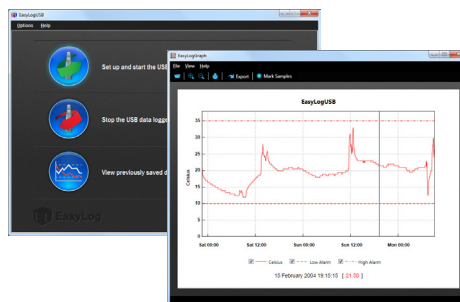 EasyLogUSB
Options Help
Set up and start the USB
Stop the USB data logge
View previously saved d
EasyLog
EasyLogGraph
File View Help
Export Mark Samples
EasyLogUSB
35
30
25
20
15
10
5
0
Celsius
Sat 00:00 Sat 12:00 Sun 00:00 Sun 12:00 Mon 00:00
Celsius Low Alarm High Alarm
15 February 2004 19:15:15 [ 21.50 ]